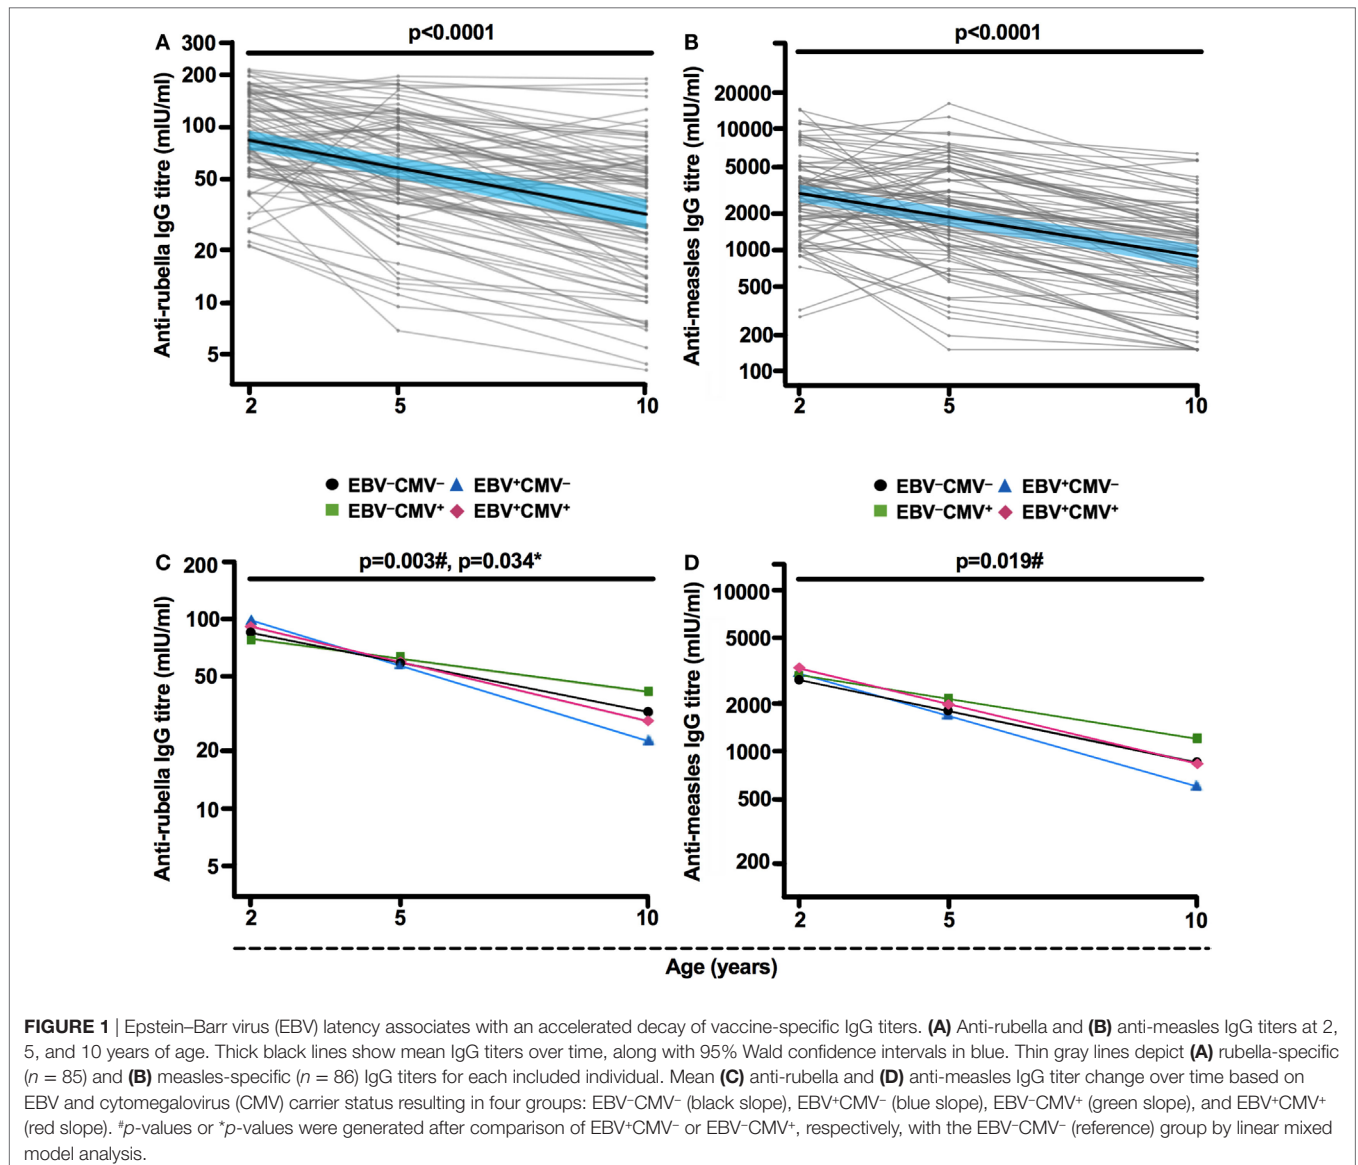 A
p<0.0001
Anti-rubella IgG titre (mIU/ml)
300
200
100
50
20
10
5
2
5
10
B
p<0.0001
Anti-measles IgG titre (mIU/ml)
20000
10000
5000
2000
1000
500
200
100
2
5
10
EBV⁻CMV⁻
EBV⁺CMV⁻
EBV⁻CMV⁺
EBV⁺CMV⁺
EBV⁻CMV⁻
EBV⁺CMV⁻
EBV⁻CMV⁺
EBV⁺CMV⁺
C
p=0.003#, p=0.034*
Anti-rubella IgG titre (mIU/ml)
200
100
50
20
10
5
2
5
10
D
p=0.019#
Anti-measles IgG titre (mIU/ml)
10000
5000
2000
1000
500
200
2
5
10
Age (years)
FIGURE 1 | Epstein–Barr virus (EBV) latency associates with an accelerated decay of vaccine-specific IgG titers. (A) Anti-rubella and (B) anti-measles IgG titers at 2,
5, and 10 years of age. Thick black lines show mean IgG titers over time, along with 95% Wald confidence intervals in blue. Thin gray lines depict (A) rubella-specific
(n = 85) and (B) measles-specific (n = 86) IgG titers for each included individual. Mean (C) anti-rubella and (D) anti-measles IgG titer change over time based on
EBV and cytomegalovirus (CMV) carrier status resulting in four groups: EBV⁻CMV⁻ (black slope), EBV⁺CMV⁻ (blue slope), EBV⁻CMV⁺ (green slope), and EBV⁺CMV⁺
(red slope). #p-values or *p-values were generated after comparison of EBV⁺CMV⁻ or EBV⁻CMV⁺, respectively, with the EBV⁻CMV⁻ (reference) group by linear mixed
model analysis.